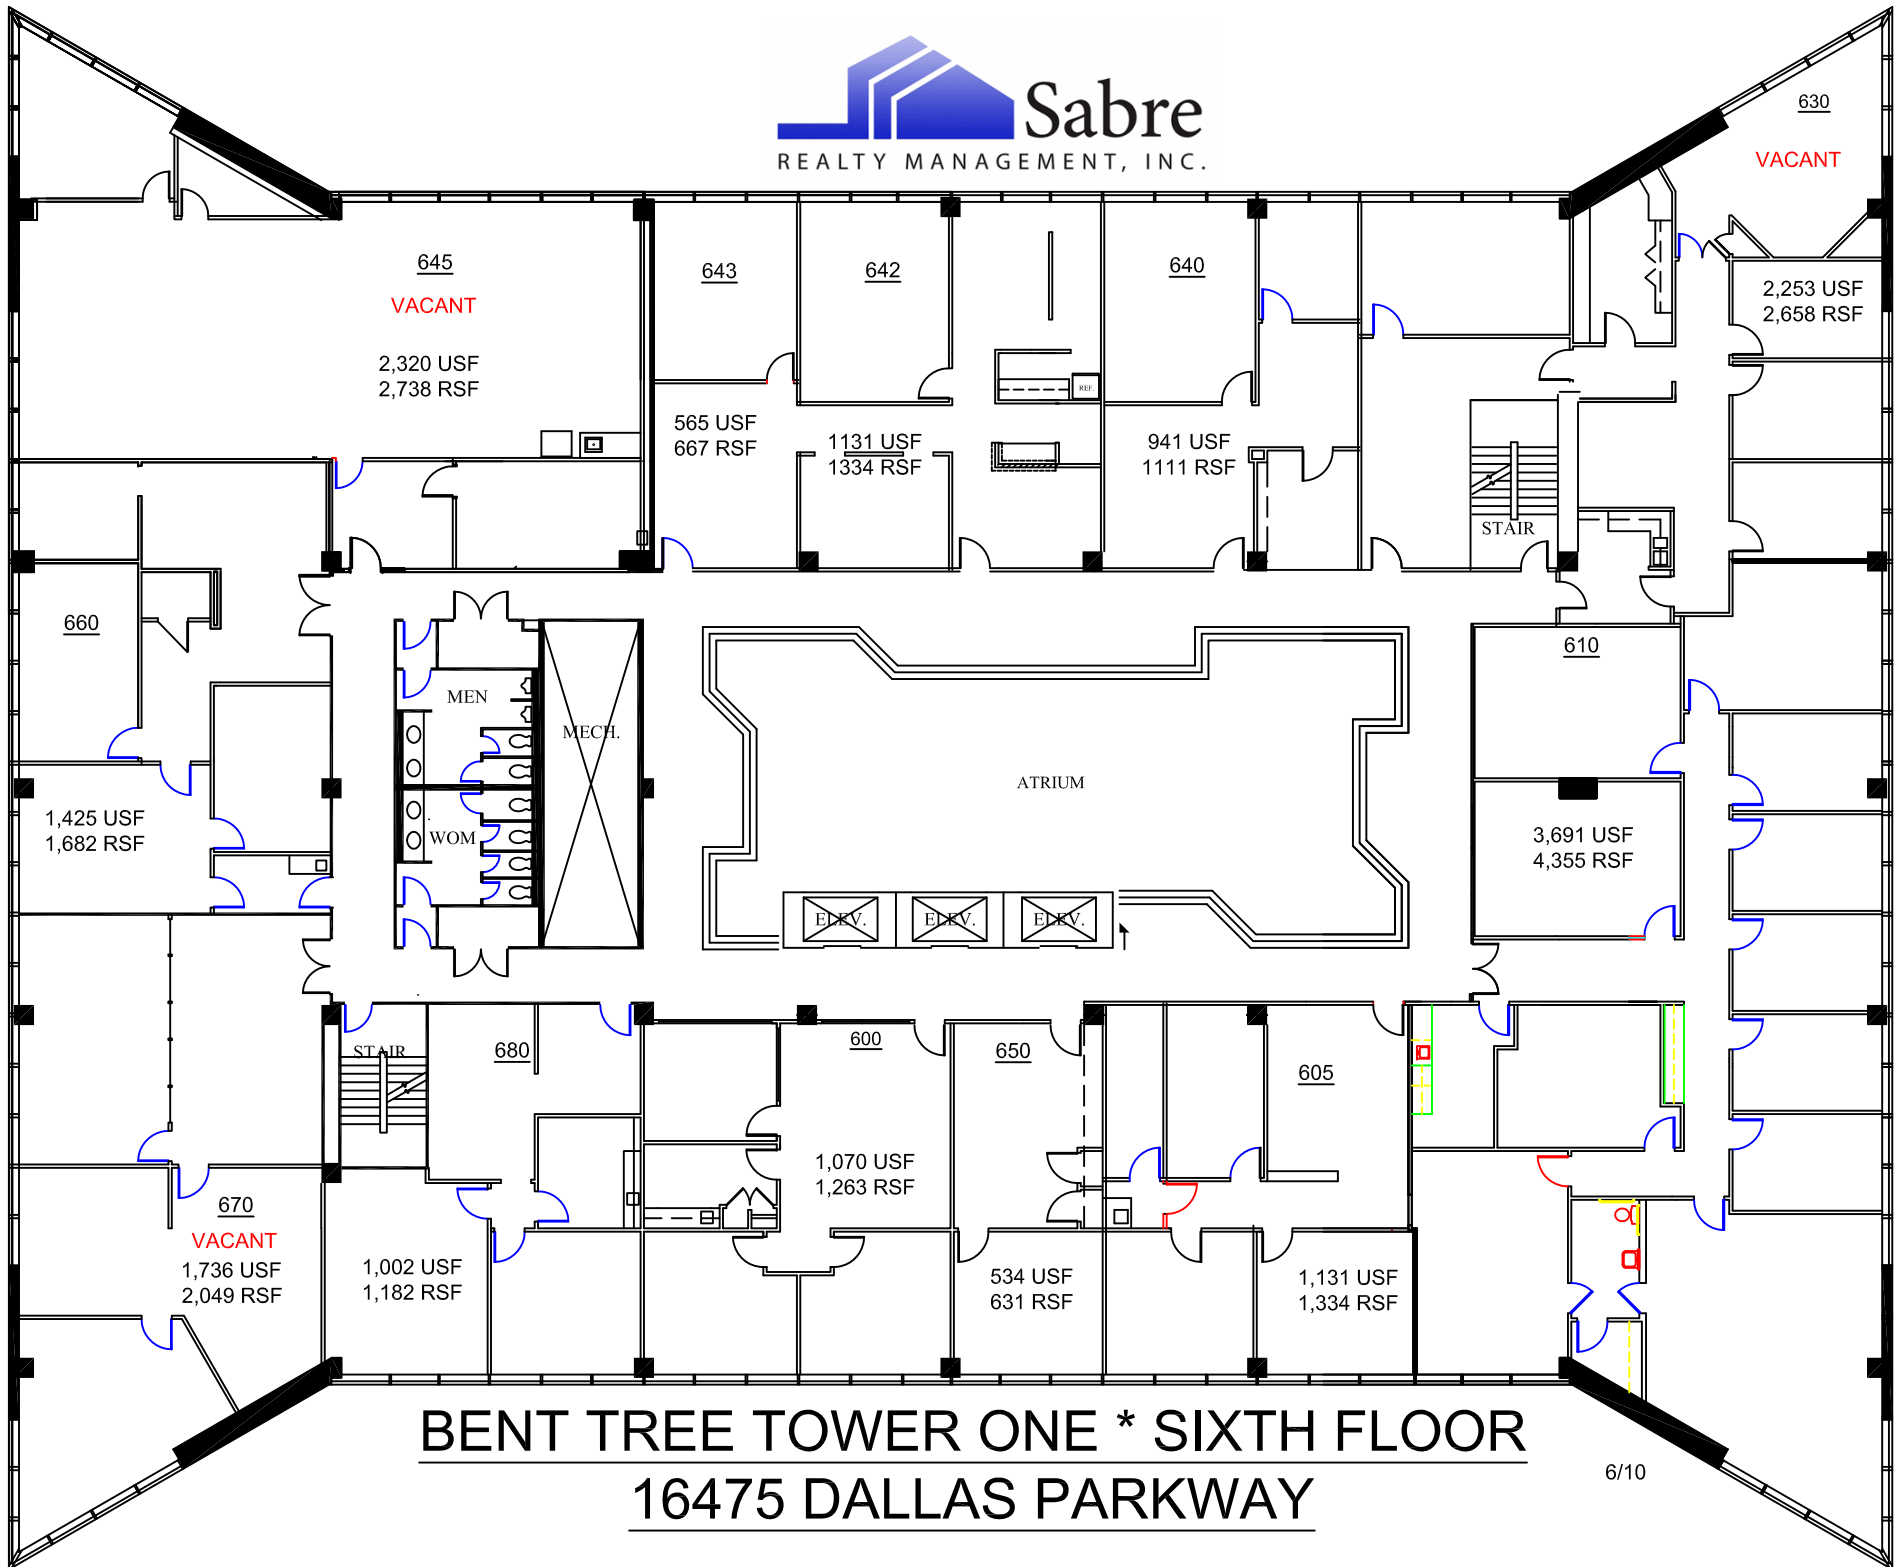 Sabre
REALTY MANAGEMENT, INC.
630
VACANT
2,253 USF
2,658 RSF
645
VACANT
2,320 USF
2,738 RSF
643
565 USF
667 RSF
642
1131 USF
1334 RSF
REF.
640
941 USF
1111 RSF
STAIR
610
3,691 USF
4,355 RSF
660
1,425 USF
1,682 RSF
MEN
WOM
MECH.
ATRIUM
ELEV.
ELEV.
ELEV.
STAIR
680
1,002 USF
1,182 RSF
600
1,070 USF
1,263 RSF
650
534 USF
631 RSF
605
1,131 USF
1,334 RSF
670
VACANT
1,736 USF
2,049 RSF
BENT TREE TOWER ONE * SIXTH FLOOR
16475 DALLAS PARKWAY
6/10